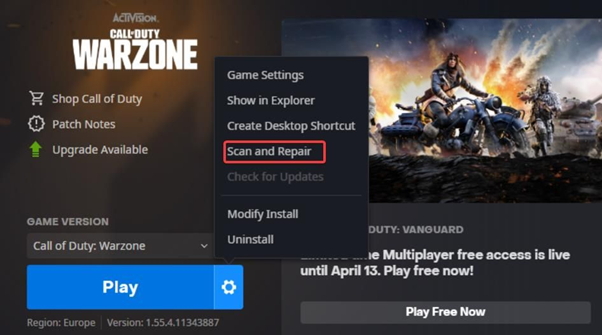 ACTIVISION
CALL OF DUTY
WARZONE
Shop Call of Duty
Patch Notes
Upgrade Available
GAME VERSION
Call of Duty: Warzone
Play
Region: Europe | Version: 1.55.4.11343887
Game Settings
Show in Explorer
Create Desktop Shortcut
Scan and Repair
Check for Updates
Modify Install
Uninstall
DUTY: VANGUARD
Multiplayer free access is live
until April 13. Play free now!
Play Free Now